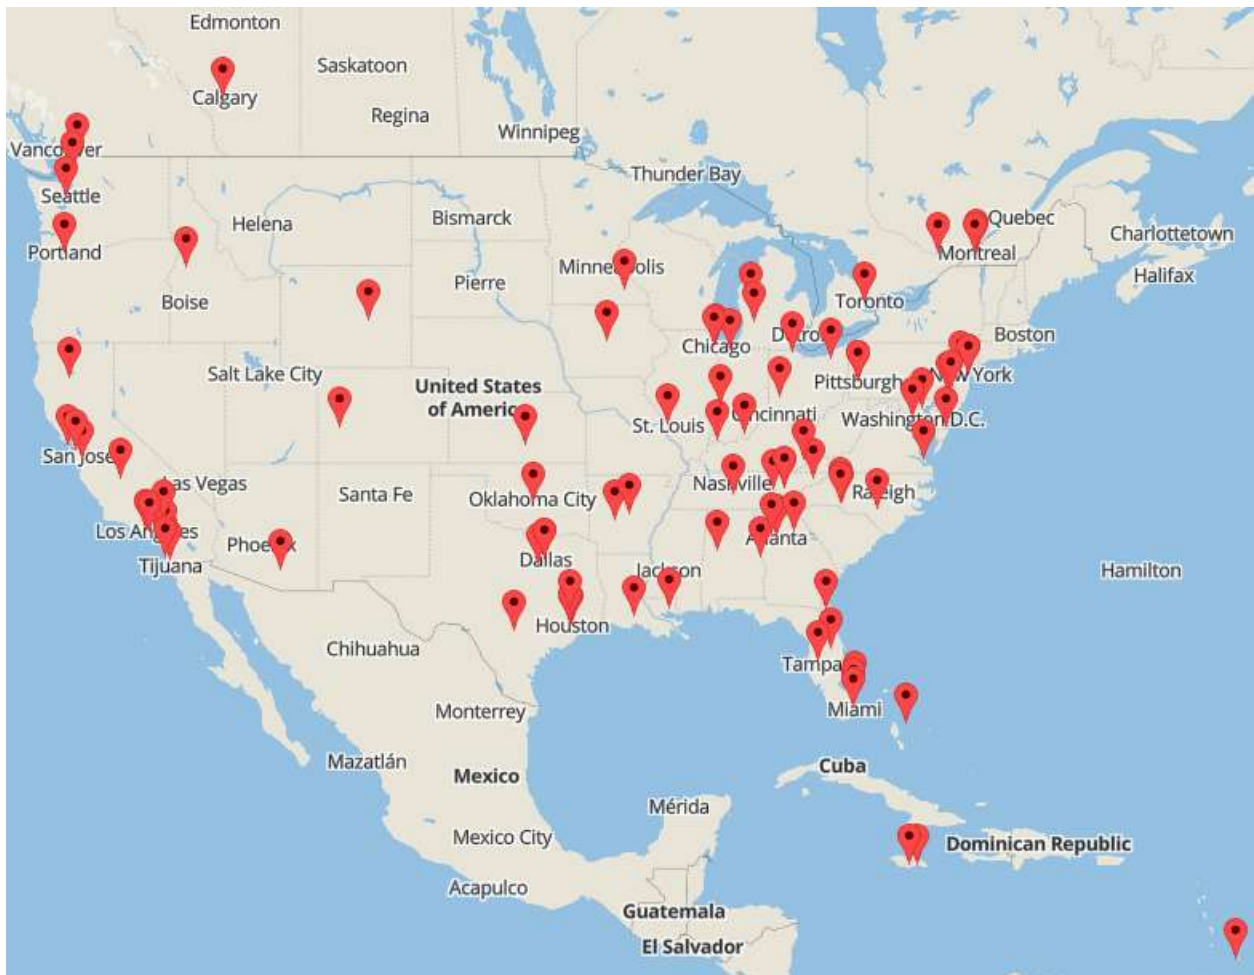 Edmonton
Saskatoon
Calgary
Regina
Winnipeg
Vancouver
Thunder Bay
Seattle
Quebec
Helena
Bismarck
Charlottetown
Portland
Montreal
Minneapolis
Halifax
Pierre
Boise
Toronto
Boston
Detroit
Chicago
Salt Lake City
New York
Pittsburgh
United States
of America
Cincinnati
Washington D.C.
St. Louis
San Jose
Las Vegas
Nashville
Santa Fe
Raleigh
Oklahoma City
Los Angeles
Atlanta
Phoenix
Dallas
Tijuana
Jackson
Hamilton
Houston
Chihuahua
Tampa
Miami
Monterrey
Mazatlán
Cuba
Mexico
Mérida
Mexico City
Dominican Republic
Acapulco
Guatemala
El Salvador